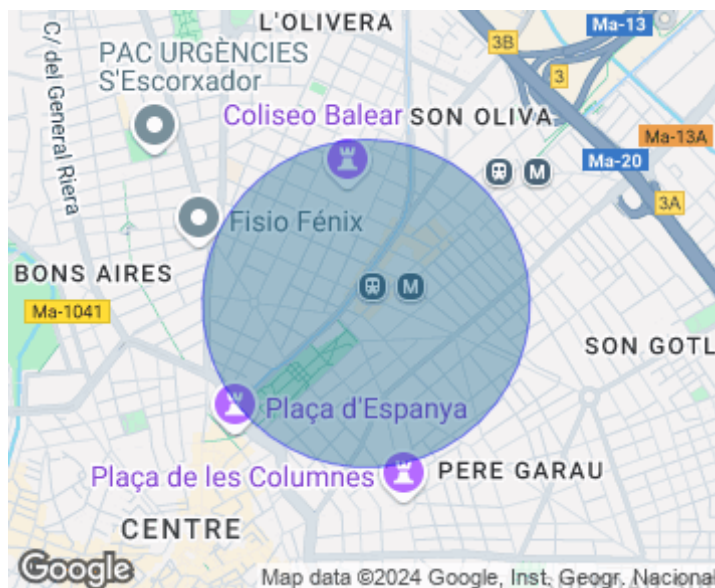 L'OLIVERA
3B
Ma-13
C/ del General Riera
PAC URGÈNCIES
S'Escorxador
3
Coliseo Balear
SON OLIVA
Ma-13A
Ma-20
M
3A
Fisio Fénix
BONS AIRES
M
Ma-1041
SON GOTL
Plaça d'Espanya
Plaça de les Columnes
PERE GARAU
CENTRE
Google
Map data ©2024 Google, Inst. Geogr. Nacional